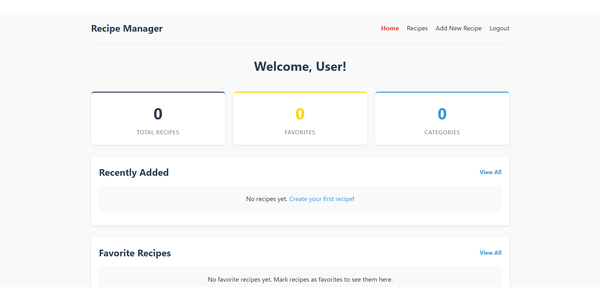 Recipe Manager
Home Recipes Add New Recipe Logout
Welcome, User!
0 0 0
TOTAL RECIPES FAVORITES CATEGORIES
Recently Added View All
No recipes yet. Create your first recipe!
Favorite Recipes View All
No favorite recipes yet. Mark recipes as favorites to see them here.